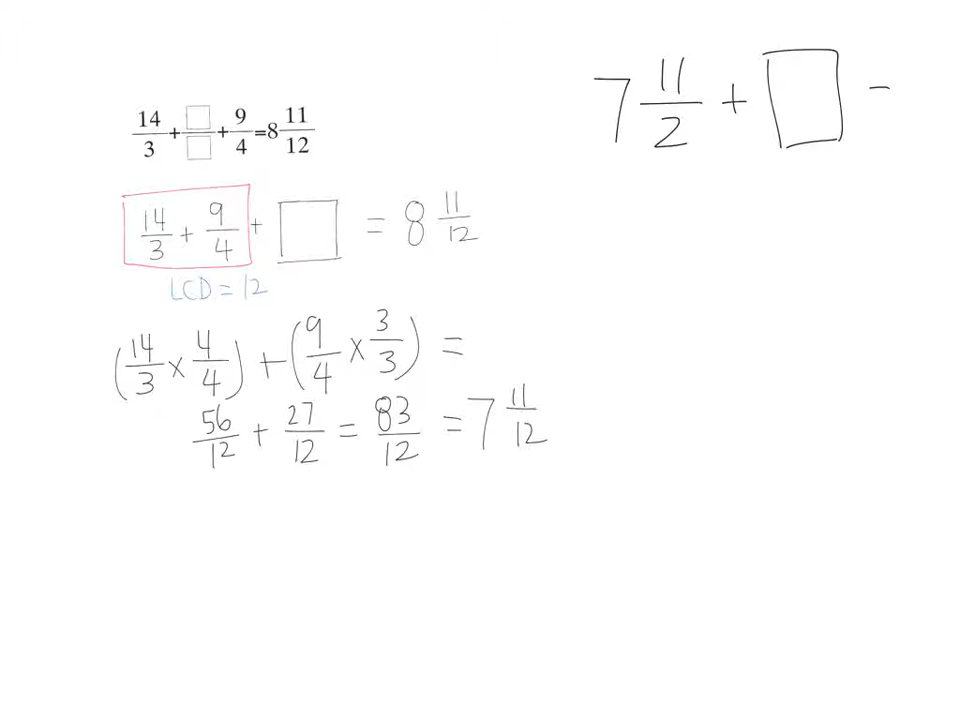 14/3 + □/□ + 9/4 = 8 11/12
14/3 + 9/4 + □ = 8 11/12
LCD = 12
(14/3 × 4/4) + (9/4 × 3/3) =
56/12 + 27/12 = 83/12 = 7 11/12
7 11/2 + □ -